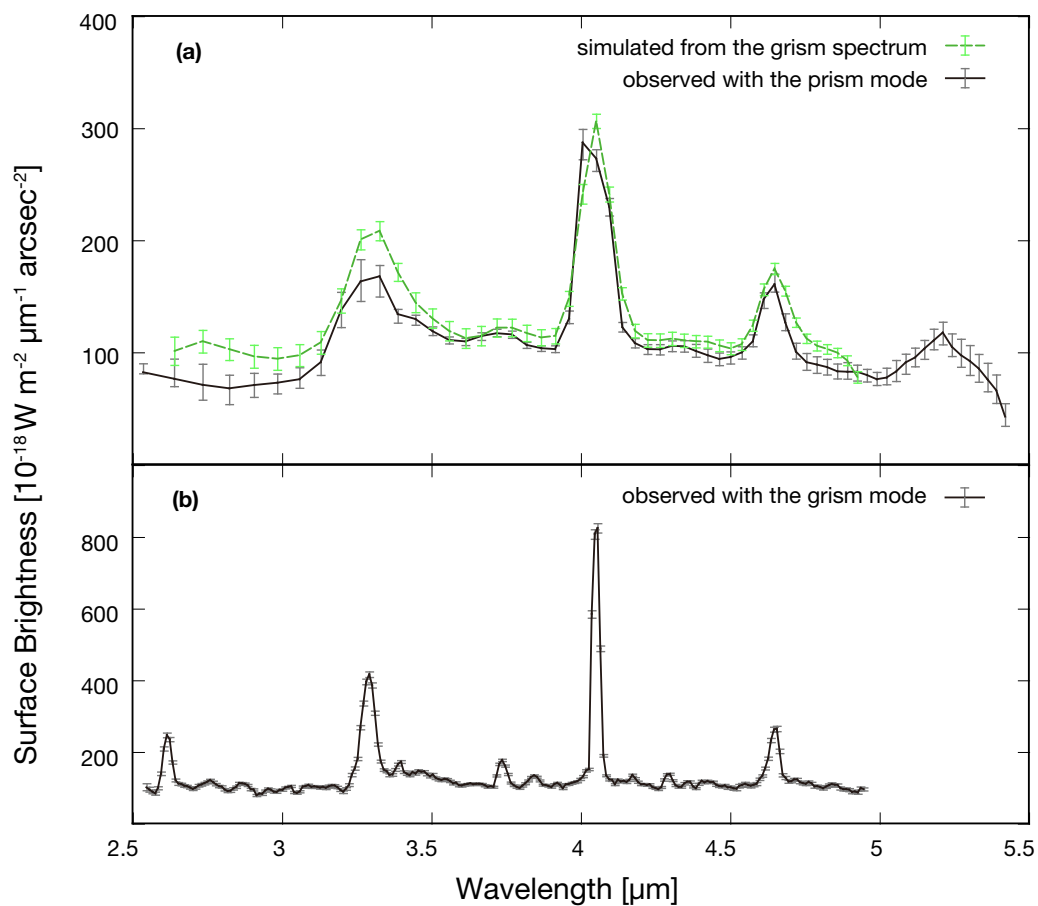 400
(a)
simulated from the grism spectrum
observed with the prism mode
300
200
100
Surface Brightness [10⁻¹⁸ W m⁻² µm⁻¹ arcsec⁻²]
(b)
observed with the grism mode
800
600
400
200
2.5 3 3.5 4 4.5 5 5.5
Wavelength [µm]